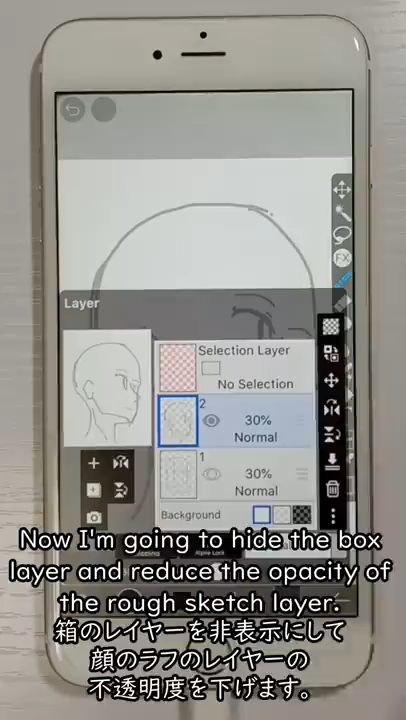 FX
Layer
Selection Layer
No Selection
2
30%
Normal
1
30%
Normal
Background
Alpha Lock
Now I'm going to hide the box
layer and reduce the opacity of
the rough sketch layer.
箱のレイヤーを非表示にして
顔のラフのレイヤーの
不透明度を下げます。